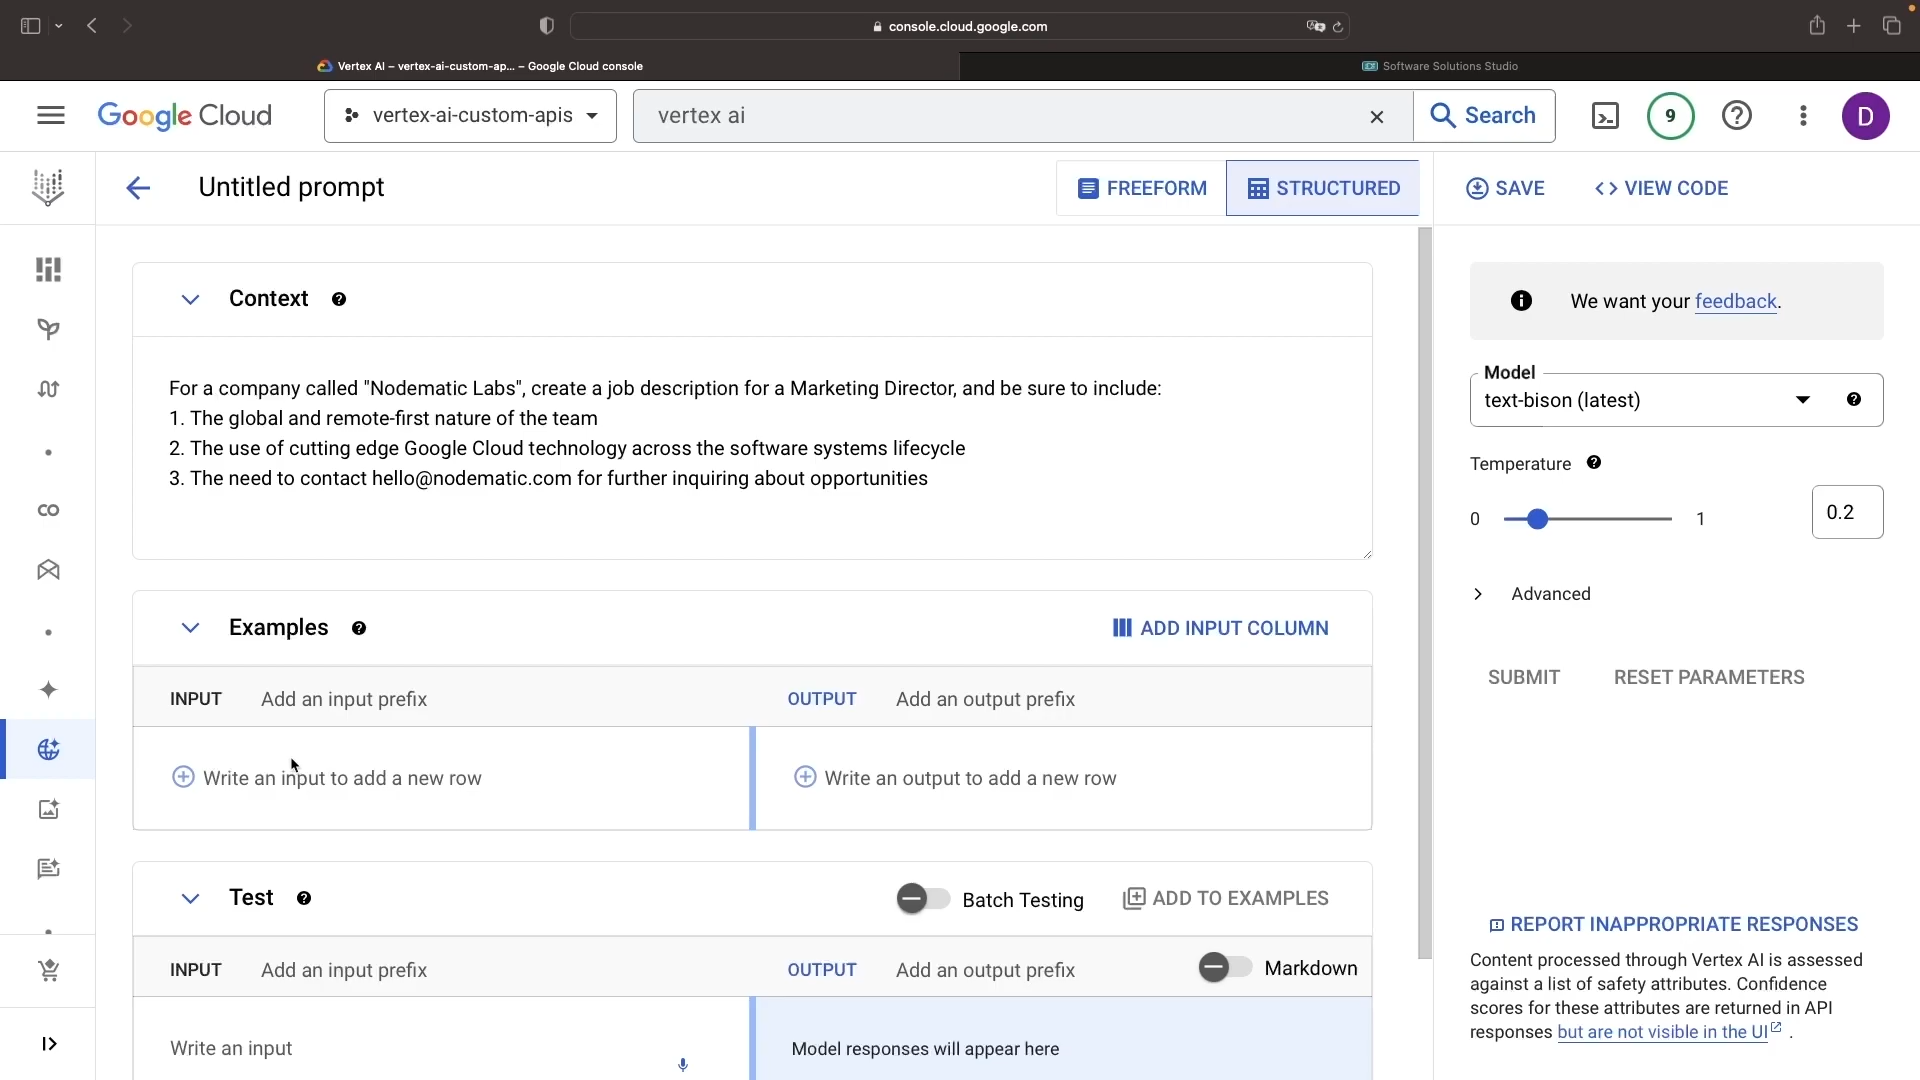 console.cloud.google.com
Vertex AI – vertex-ai-custom-ap... – Google Cloud console
Software Solutions Studio
Google Cloud
vertex-ai-custom-apis
vertex ai
Search
9
D
Untitled prompt
FREEFORM
STRUCTURED
SAVE
VIEW CODE
Context
For a company called "Nodematic Labs", create a job description for a Marketing Director, and be sure to include:
1. The global and remote-first nature of the team
2. The use of cutting edge Google Cloud technology across the software systems lifecycle
3. The need to contact hello@nodematic.com for further inquiring about opportunities
We want your feedback.
Model
text-bison (latest)
Temperature
0
1
0.2
Advanced
SUBMIT
RESET PARAMETERS
Examples
ADD INPUT COLUMN
INPUT
Add an input prefix
OUTPUT
Add an output prefix
Write an input to add a new row
Write an output to add a new row
Test
Batch Testing
ADD TO EXAMPLES
INPUT
Add an input prefix
OUTPUT
Add an output prefix
Markdown
Write an input
Model responses will appear here
REPORT INAPPROPRIATE RESPONSES
Content processed through Vertex AI is assessed
against a list of safety attributes. Confidence
scores for these attributes are returned in API
responses but are not visible in the UI .